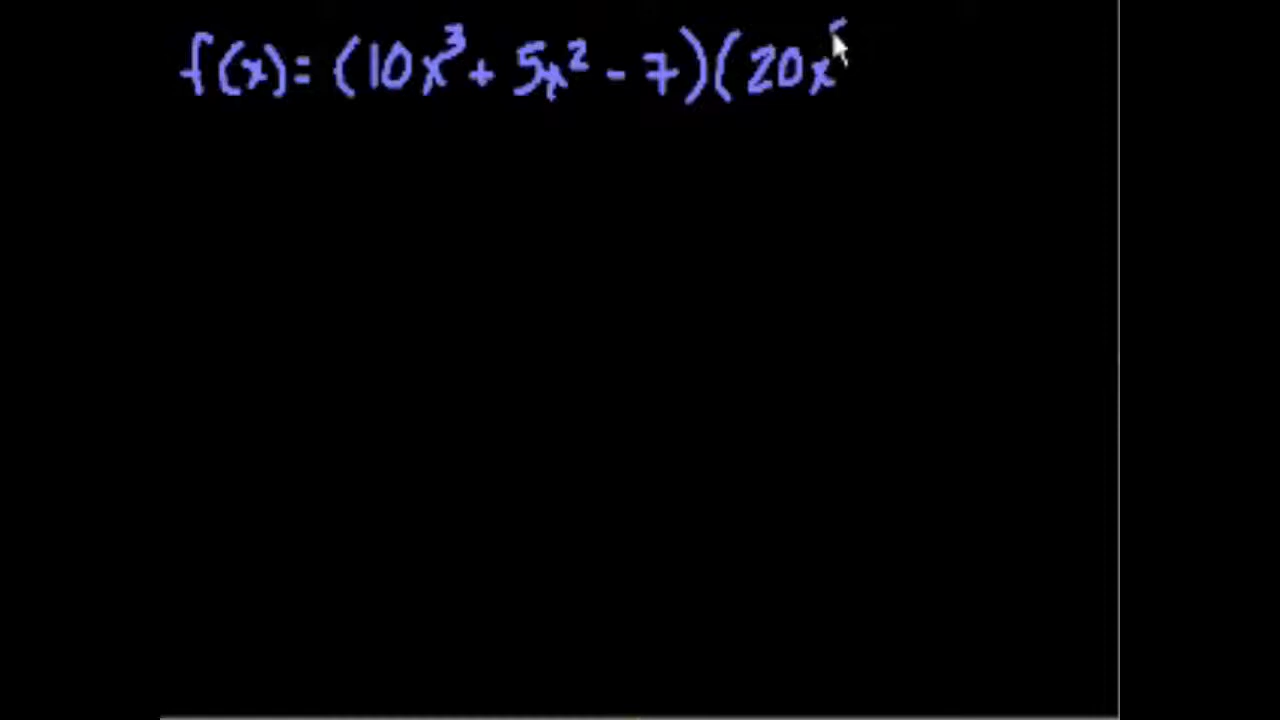 f(x)= (10x³ + 5x² - 7)(20x